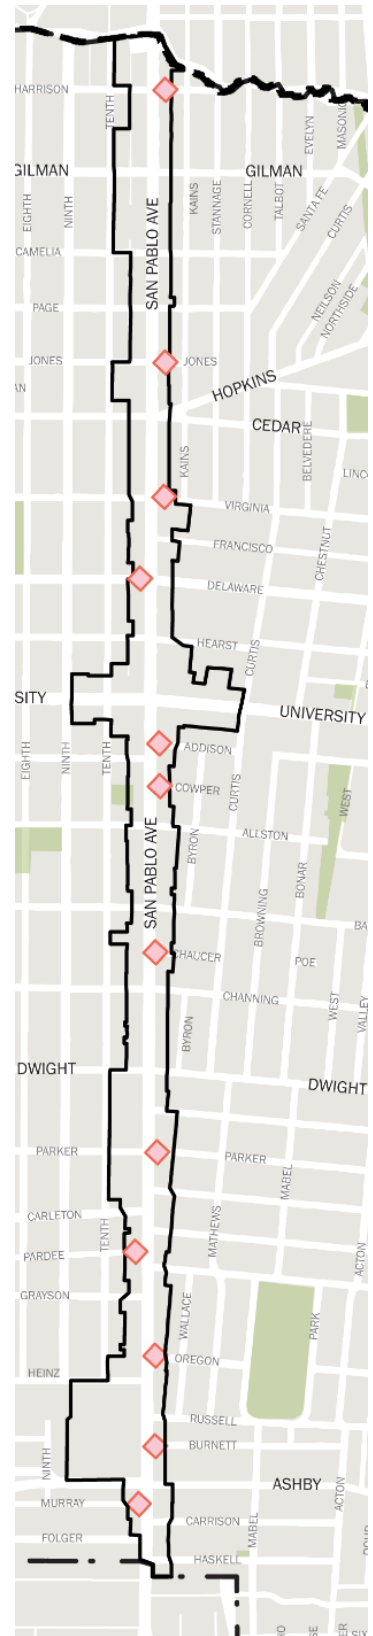 HARRISON
TENTH
EVELYN
MASONIC
GILMAN
GILMAN
EIGHTH
NINTH
SAN PABLO AVE
KAINS
STANNAGE
CORNELL
TALBOT
SANTA FE
CURTIS
CAMELIA
PAGE
NEILSON
NORTHSIDE
JONES
JONES
AN
HOPKINS
CEDAR
BELVEDERE
KAINS
LINCO
VIRGINIA
FRANCISCO
CHESTNUT
DELAWARE
HEARST
CURTIS
SITY
UNIVERSITY
EIGHTH
NINTH
TENTH
ADDISON
COWPER
CURTIS
WEST
SAN PABLO AVE
BYRON
ALLSTON
BONAR
BROWNING
BA
CHAUCER
POE
CHANNING
WEST
VALLEY
BYRON
DWIGHT
DWIGHT
PARKER
PARKER
MABEL
CARLETON
TENTH
MATHEWS
PARDEE
ACTON
GRAYSON
WALLACE
PARK
OREGON
HEINZ
RUSSELL
BURNETT
NINTH
ASHBY
ACTON
MURRAY
CARRISON
MABEL
FOLGER
HASKELL